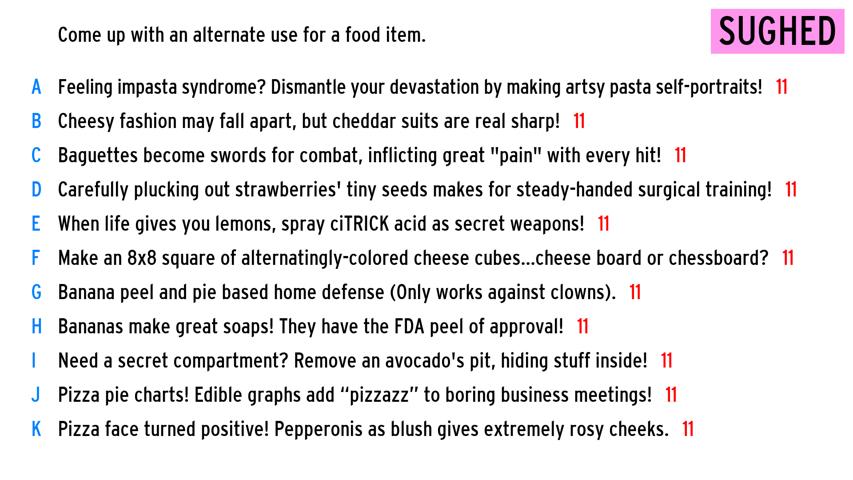 Come up with an alternate use for a food item.
SUGHED
A Feeling impasta syndrome? Dismantle your devastation by making artsy pasta self-portraits! 11
B Cheesy fashion may fall apart, but cheddar suits are real sharp! 11
C Baguettes become swords for combat, inflicting great "pain" with every hit! 11
D Carefully plucking out strawberries' tiny seeds makes for steady-handed surgical training! 11
E When life gives you lemons, spray ciTRICK acid as secret weapons! 11
F Make an 8x8 square of alternatingly-colored cheese cubes...cheese board or chessboard? 11
G Banana peel and pie based home defense (Only works against clowns). 11
H Bananas make great soaps! They have the FDA peel of approval! 11
I Need a secret compartment? Remove an avocado's pit, hiding stuff inside! 11
J Pizza pie charts! Edible graphs add “pizzazz” to boring business meetings! 11
K Pizza face turned positive! Pepperonis as blush gives extremely rosy cheeks. 11